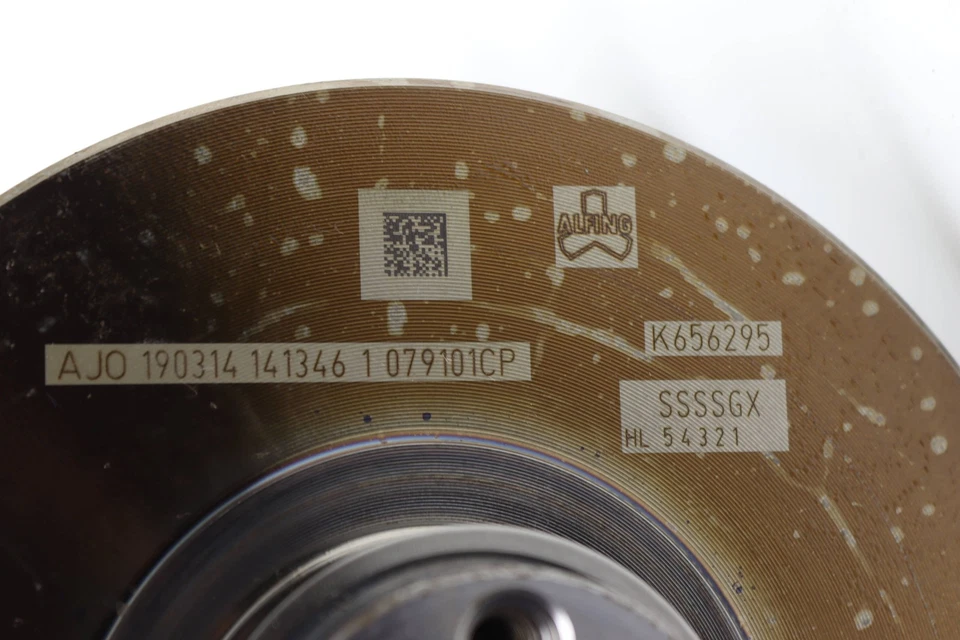 ALFING
K656295
AJO 190314 141346 1 079101CP
SSSSGX
HL 54321